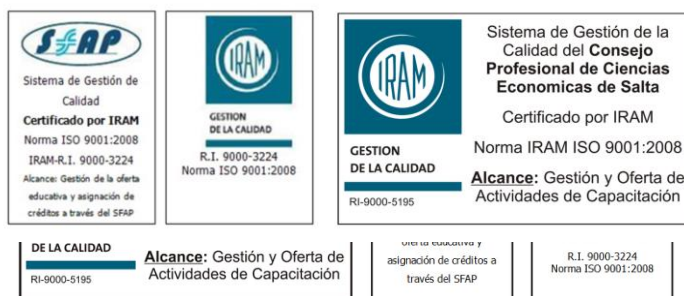 SFAP
Sistema de Gestión de
Calidad
Certificado por IRAM
Norma ISO 9001:2008
IRAM-R.I. 9000-3224
Alcance: Gestión de la oferta
educativa y asignación de
créditos a través del SFAP
IRAM
GESTION
DE LA CALIDAD
R.I. 9000-3224
Norma ISO 9001:2008
IRAM
GESTION
DE LA CALIDAD
RI-9000-5195
Sistema de Gestión de la
Calidad del Consejo
Profesional de Ciencias
Economicas de Salta
Certificado por IRAM
Norma IRAM ISO 9001:2008
Alcance: Gestión y Oferta de
Actividades de Capacitación
DE LA CALIDAD
RI-9000-5195
Alcance: Gestión y Oferta de
Actividades de Capacitación
oferta educativa y
asignación de créditos a
través del SFAP
R.I. 9000-3224
Norma ISO 9001:2008